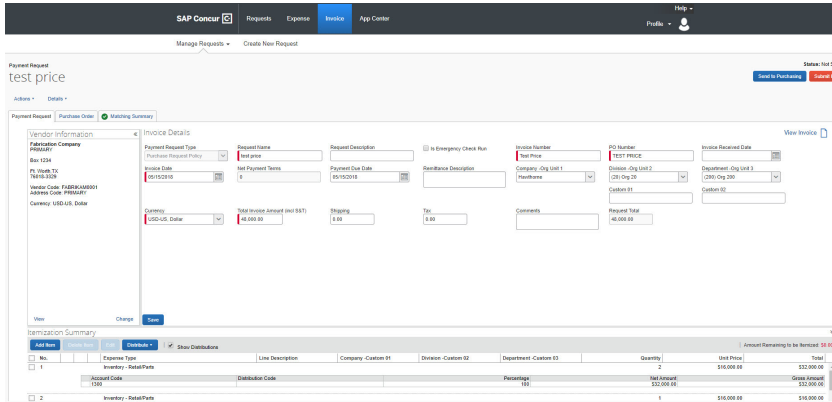 Help
SAP Concur C Requests Expense Invoice App Center
Profile
Manage Requests Create New Request
Payment Request
Status: Not
test price
Send to Purchasing Submit
Actions Details
Payment Request Purchase Order Matching Summary
Vendor Information « Invoice Details View Invoice
Fabrication Company
PRIMARY
Box 1234
Ft. Worth TX
76018-3329
Vendor Code: FABRIKAM0001
Address Code: PRIMARY
Currency: USD-US, Dollar
View Change
Payment Request Type Request Name Request Description Is Emergency Check Run Invoice Number PO Number Invoice Received Date
Purchase Request Policy test price Test Price TEST PRICE
Invoice Date Net Payment Terms Payment Due Date Remittance Description Company -Org Unit 1 Division -Org Unit 2 Department -Org Unit 3
05/15/2018 0 05/15/2018 Hawthorne (20) Org 20 (200) Org 200
Custom 01 Custom 02
Currency Total Invoice Amount (incl S&T) Shipping Tax Comments Request Total
USD-US, Dollar 48,000.00 0.00 0.00 48,000.00
Save
Itemization Summary
Add Item Delete Item Edit Distribute Show Distributions Amount Remaining to be Itemized: $0.00
No. Expense Type Line Description Company -Custom 01 Division -Custom 02 Department -Custom 03 Quantity Unit Price Total
1 Inventory - Retail/Parts 2 $16,000.00 $32,000.00
Account Code Distribution Code Percentage Net Amount Gross Amount
1300 100 $32,000.00 $32,000.00
2 Inventory - Retail/Parts 1 $16,000.00 $16,000.00